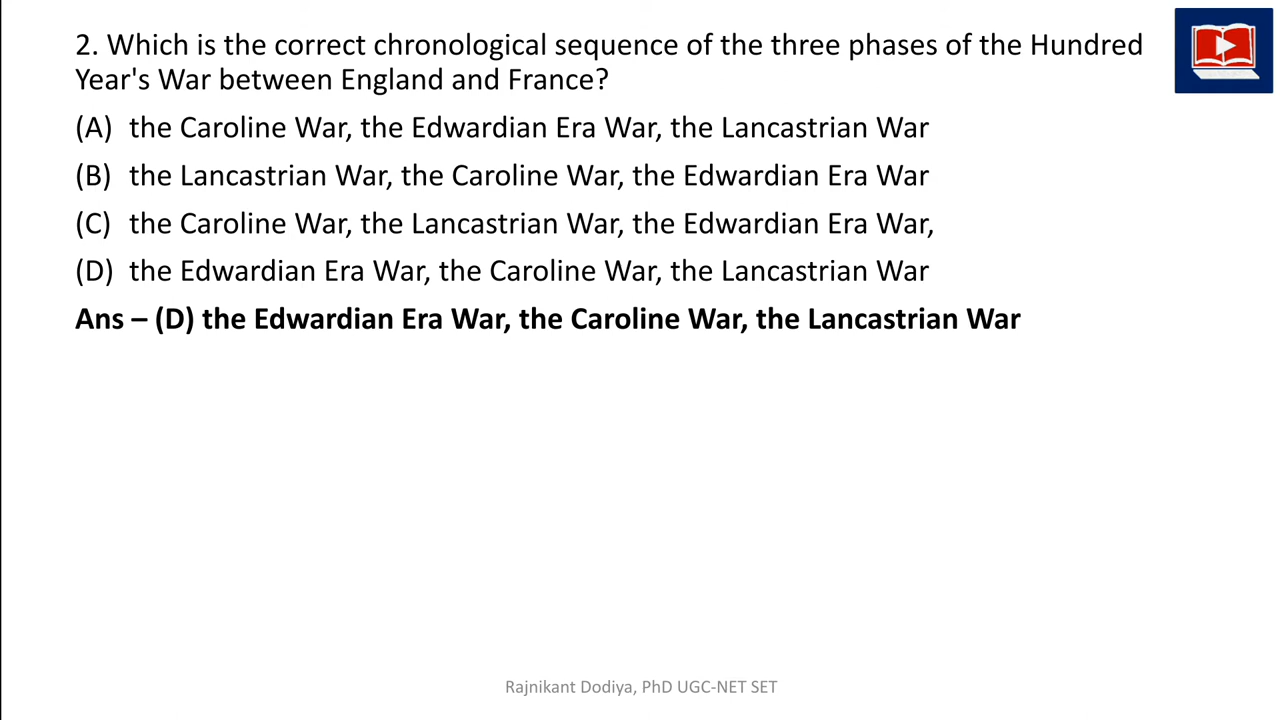 2. Which is the correct chronological sequence of the three phases of the Hundred
Year's War between England and France?
(A) the Caroline War, the Edwardian Era War, the Lancastrian War
(B) the Lancastrian War, the Caroline War, the Edwardian Era War
(C) the Caroline War, the Lancastrian War, the Edwardian Era War,
(D) the Edwardian Era War, the Caroline War, the Lancastrian War
Ans – (D) the Edwardian Era War, the Caroline War, the Lancastrian War
Rajnikant Dodiya, PhD UGC-NET SET